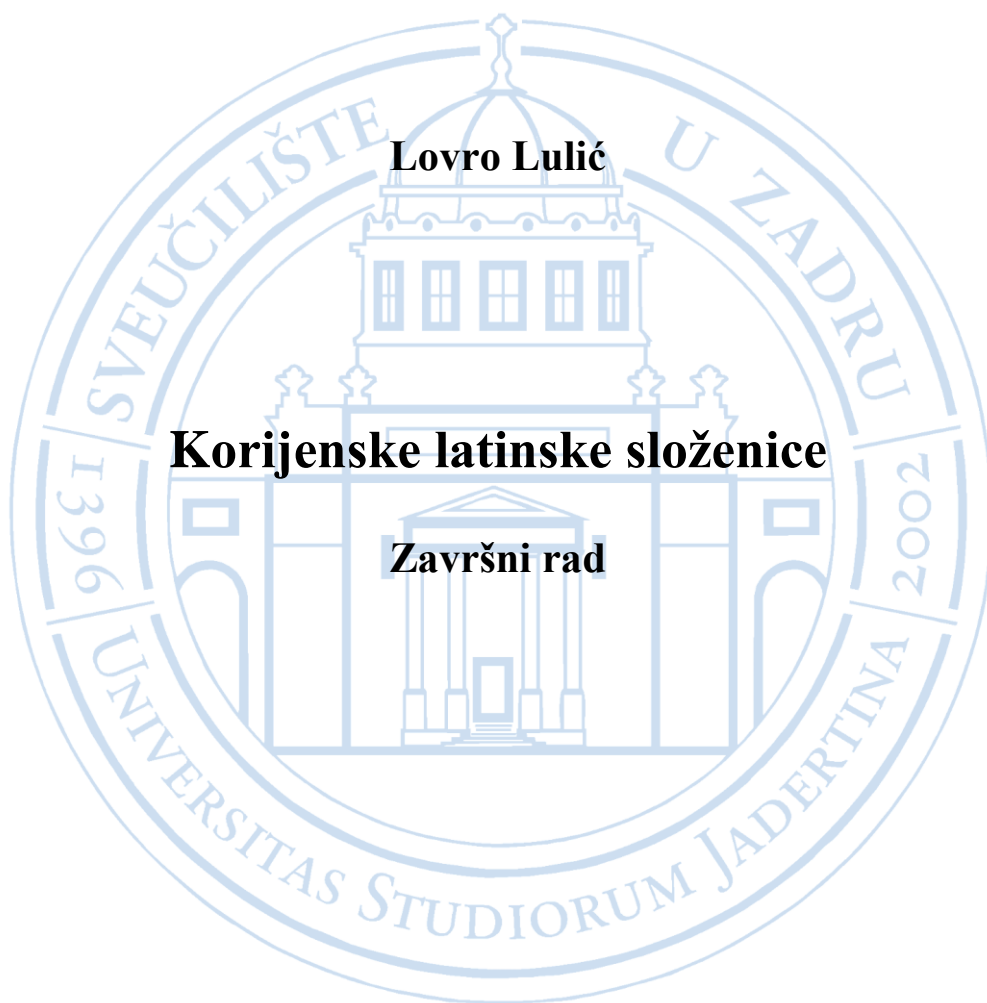 Lovro Lulić
Korijenske latinske složenice
Završni rad
SVEUČILIŠTE U ZADRU
1396
2002
UNIVERSITAS STUDIORUM JADERTINA